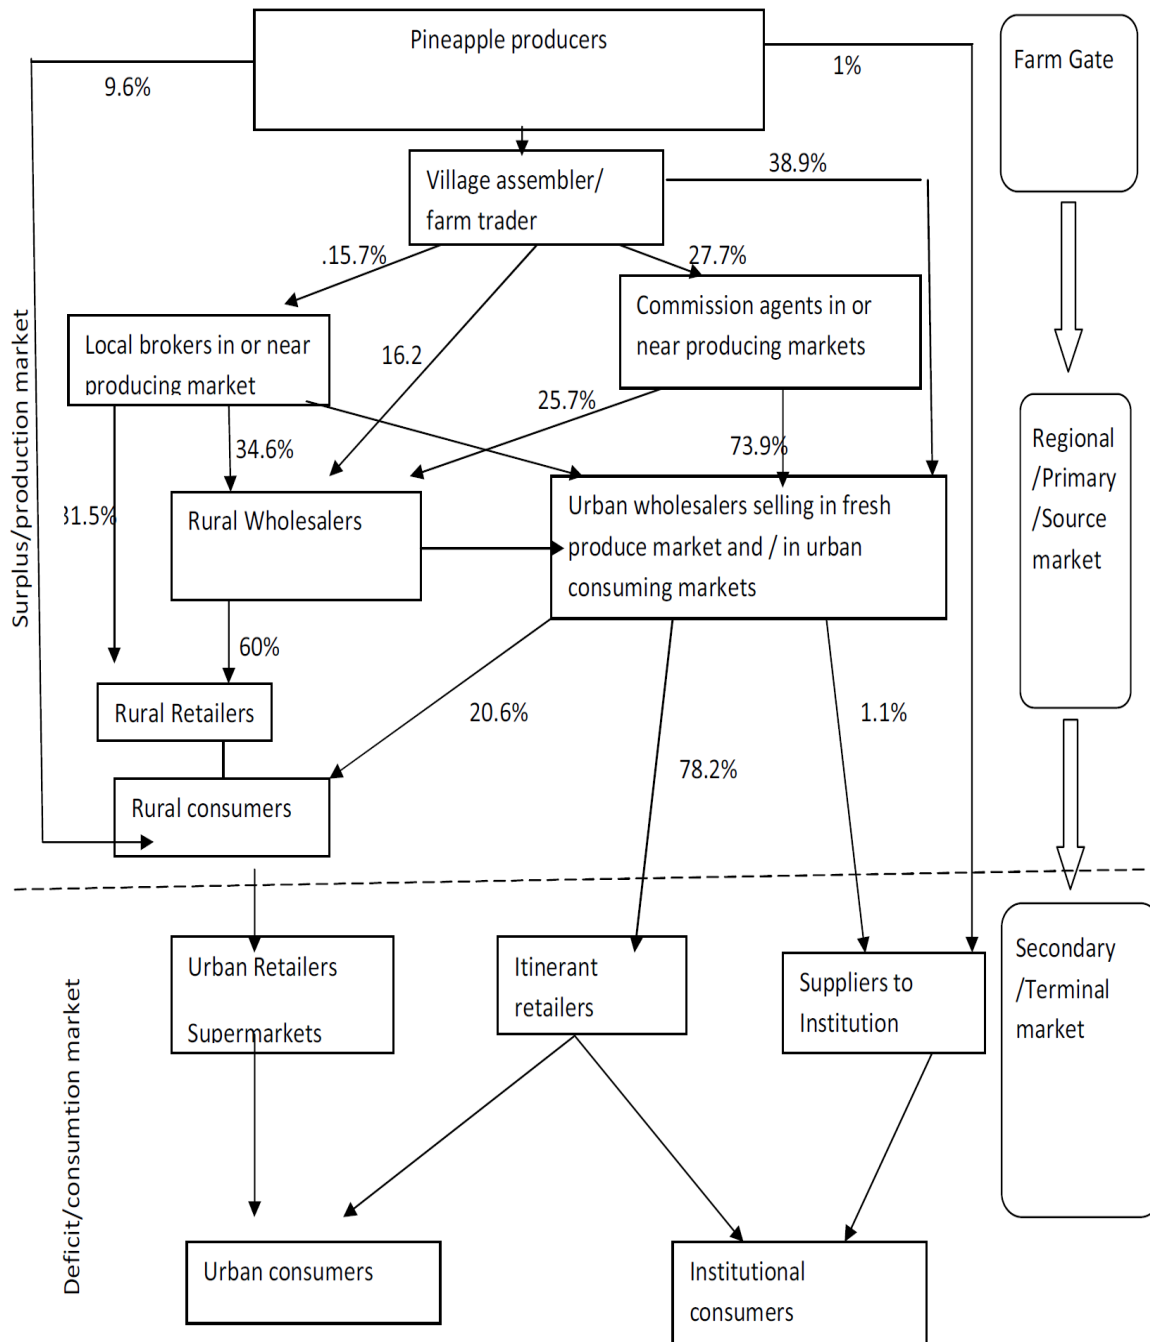 Pineapple producers
Farm Gate
9.6%
1%
38.9%
Village assembler/
farm trader
.15.7%
27.7%
Commission agents in or
near producing markets
Local brokers in or near
producing market
16.2
25.7%
34.6%
73.9%
Regional
/Primary
/Source
market
Surplus/production market
31.5%
Rural Wholesalers
Urban wholesalers selling in fresh
produce market and / in urban
consuming markets
60%
Rural Retailers
20.6%
1.1%
78.2%
Rural consumers
Deficit/consumtion market
Urban Retailers
Supermarkets
Itinerant
retailers
Suppliers to
Institution
Secondary
/Terminal
market
Urban consumers
Institutional
consumers